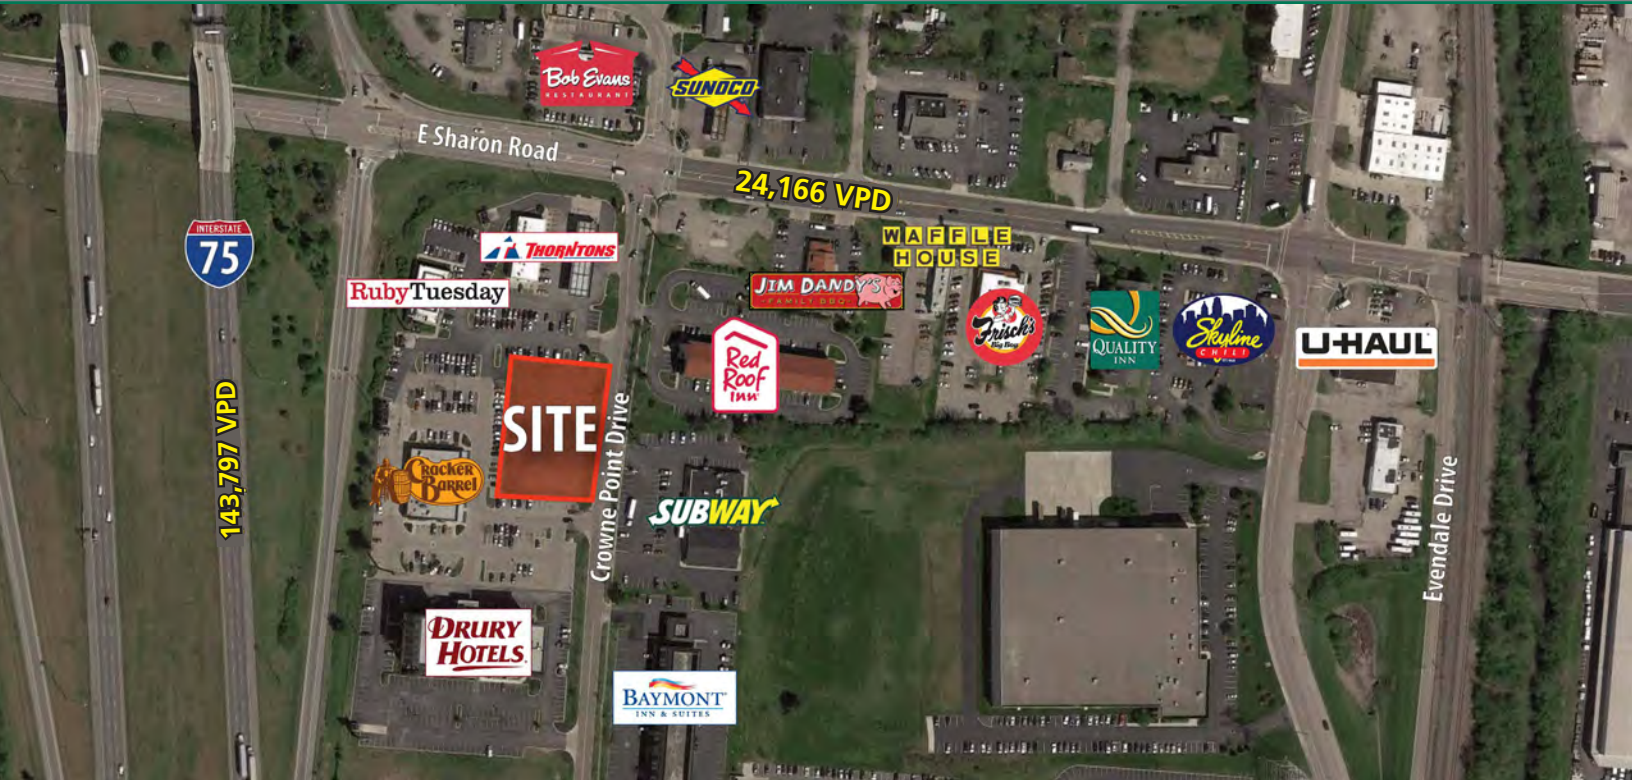 Bob Evans
RESTAURANT
SUNOCO
E Sharon Road
24,166 VPD
INTERSTATE
75
THORNTONS
RubyTuesday
WAFFLE
HOUSE
JIM DANDY'S
FAMILY BBQ
Frisch's
Big Boy
QUALITY
INN
Skyline
CHILI
U-HAUL
Red
Roof
Inn
143,797 VPD
SITE
Crowne Point Drive
Cracker
Barrel
SUBWAY
Evendale Drive
DRURY
HOTELS
BAYMONT
INN & SUITES